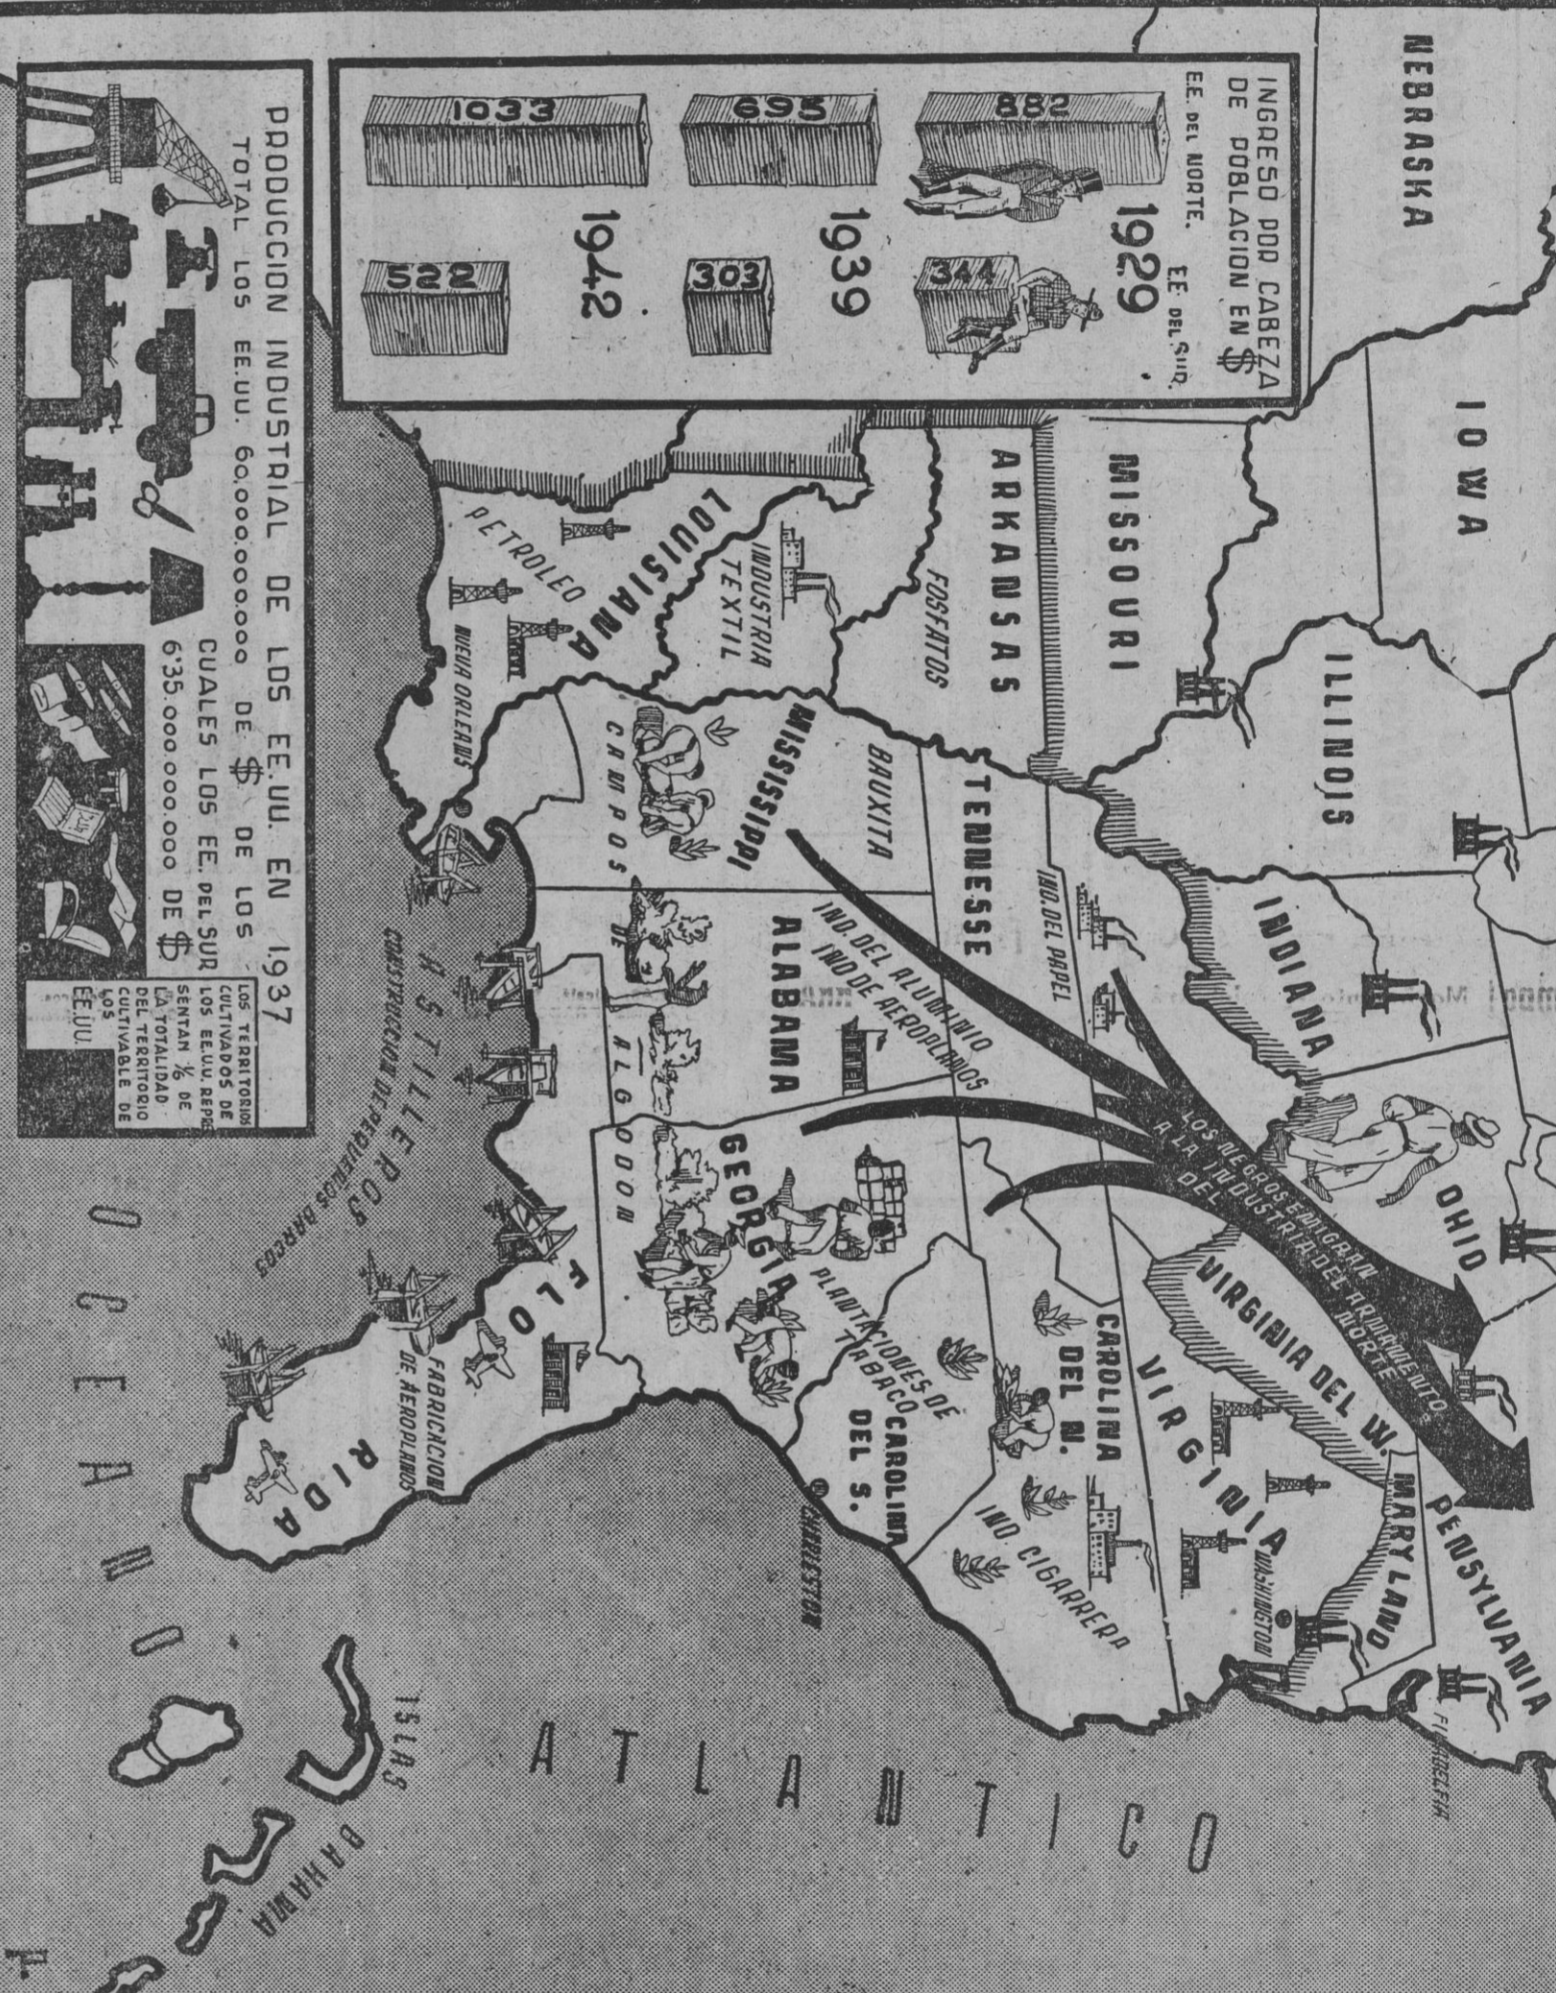 INGRESO POR CABEZA
DE POBLACION EN $
EE. DEL NORTE.
EE. DEL SUR.
1929
882
344
1939
695
303
1942
1033
522
NEBRASKA
IOWA
ILLINOIS
INDIANA
OHIO
PENSYLVANIA
FILADELFIA
MISSOURI
ARKANSAS
FOSFATOS
INDUSTRIA
TEXTIL
LOUISIANA
PETROLEO
NUEVA ORLEANS
TENNESSE
IND. DEL PAPEL
BAUXITA
MISSISSIPPI
CAMPOS DE ALGODON
ALABAMA
IND. DEL ALUMINIO
IND DE AEROPLANOS
LOS NEGROS EMIGRAN
A LA INDUSTRIA DEL ARMAMENTO
DEL NORTE
VIRGINIA DEL W.
VIRGINIA
MARYLAND
WASHINGTON
CAROLINA
DEL N.
IND. CIGARRERA
CAROLINA
DEL S.
CHARLESTON
GEORGIA
PLANTACIONES DE
TABACO
FLORIDA
FABRICACION
DE AEROPLANOS
ASTILLEROS
CONSTRUCCION DE PEQUEÑOS BARCOS
OCEANO
ATLANTICO
ISLAS
BAHAMA
PRODUCCION INDUSTRIAL DE LOS EE.UU. EN 1937
TOTAL LOS EE.UU. 60,000.000.000 DE $ DE LOS
CUALES LOS EE. DEL SUR
6'35.000.000.000 DE $
LOS TERRITORIOS
CULTIVADOS DE
LOS EE.U.U. REPRE
SENTAN 1/6 DE
LA TOTALIDAD
DEL TERRITORIO
CULTIVABLE DE
LOS
EE.UU.